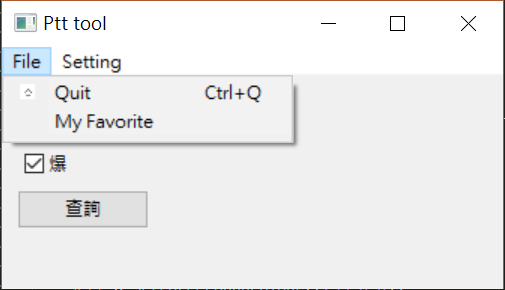 Ptt tool
File Setting
Quit Ctrl+Q
My Favorite
爆
查詢